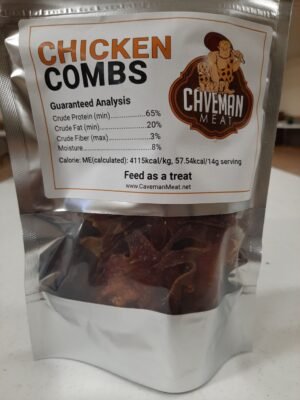 CHICKEN
COMBS
CAVEMAN
MEAT
Guaranteed Analysis
Crude Protein (min)..............65%
Crude Fat (min)....................20%
Crude Fiber (max)..................3%
Moisture................................8%
Calorie: ME(calculated): 4115kcal/kg, 57.54kcal/14g serving
Feed as a treat
www.CavemanMeat.net